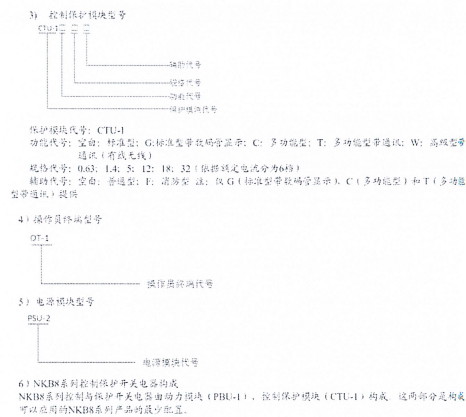 3) 控制保护模块型号
CTU-1□ □ □
辅助代号
规格代号
功能代号
保护模块代号
保护模块代号：CTU-1
功能代号：空白：标准型；G:标准型带数码管显示；C：多功能型；T：多功能型带通讯；W：高级型带
通讯（有线无线）
规格代号：0.63；1.4；5；12；18；32（依据额定电流分为6格）
辅助代号：空白：普通型；F：消防型 注：仅G（标准型带数码管显示）、C（多功能型）和T（多功能
型带通讯）提供
4）操作员终端型号
OT-1
操作员终端代号
5）电源模块型号
PSU-2
电源模块代号
6）NKB8系列控制保护开关电器构成
NKB8系列控制与保护开关电器由动力模块（PBU-1）、控制保护模块（CTU-1）构成，这两部分是构成
可以应用的NKB8系列产品的最少配置。